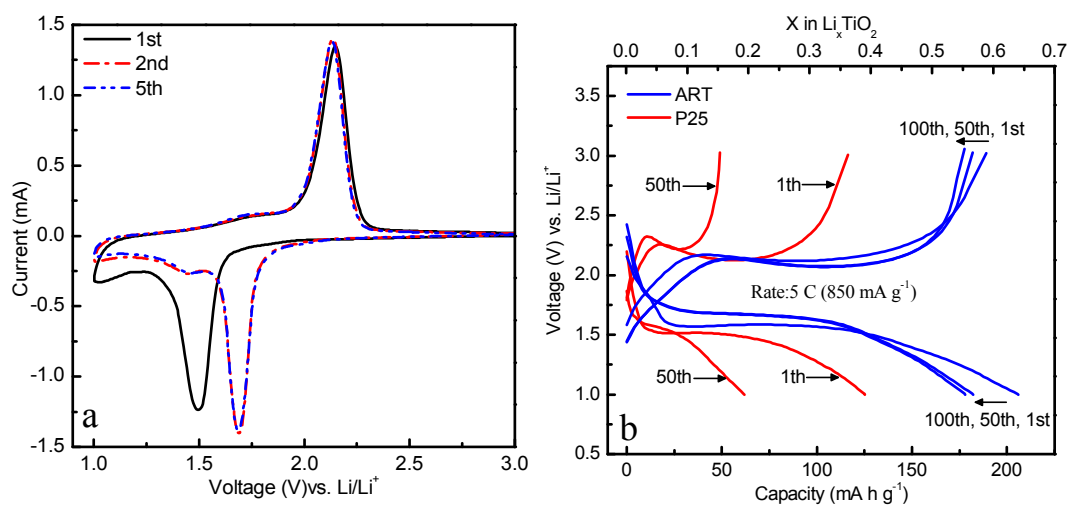 1.5
1.0
0.5
0.0
-0.5
-1.0
-1.5
Current (mA)
1st
2nd
5th
a
1.0 1.5 2.0 2.5 3.0
Voltage (V)vs. Li/Li⁺
X in LiₓTiO₂
0.0 0.1 0.2 0.3 0.4 0.5 0.6 0.7
3.5
3.0
2.5
2.0
1.5
1.0
0.5
Voltage (V) vs. Li/Li⁺
ART
P25
100th, 50th, 1st
50th
1th
Rate:5 C (850 mA g⁻¹)
50th
1th
100th, 50th, 1st
b
0 50 100 150 200
Capacity (mA h g⁻¹)